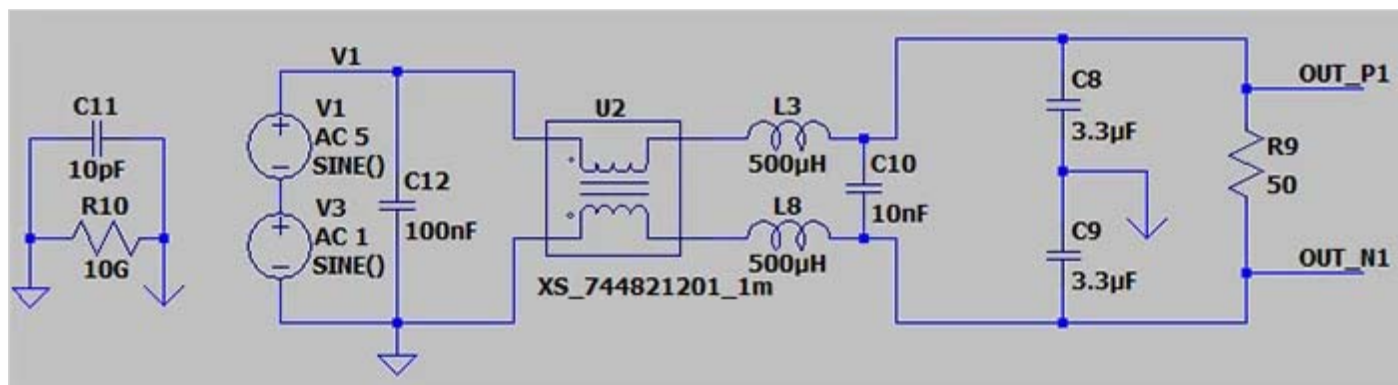 C11
10pF
R10
10G
V1
V1
AC 5
SINE()
V3
AC 1
SINE()
C12
100nF
U2
XS_744821201_1m
L3
500µH
L8
500µH
C10
10nF
C8
3.3µF
C9
3.3µF
R9
50
OUT_P1
OUT_N1